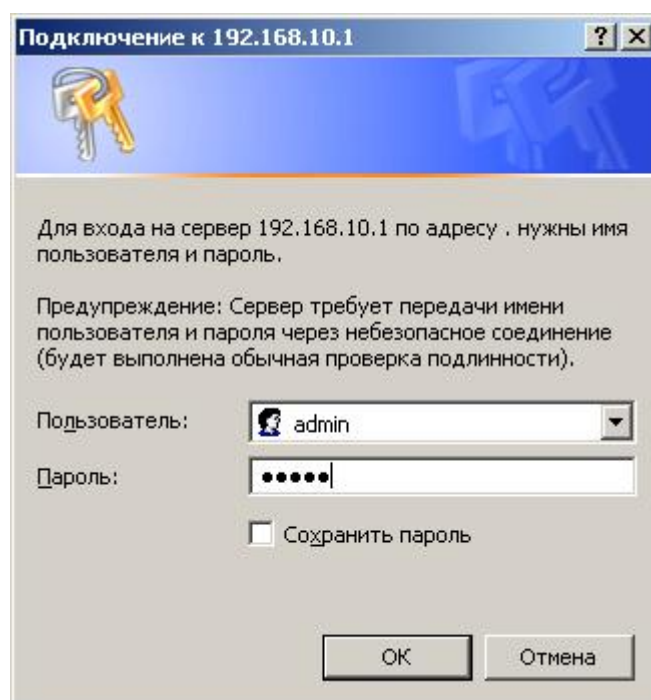 Подключение к 192.168.10.1
Для входа на сервер 192.168.10.1 по адресу . нужны имя
пользователя и пароль.
Предупреждение: Сервер требует передачи имени
пользователя и пароля через небезопасное соединение
(будет выполнена обычная проверка подлинности).
Пользователь: admin
Пароль: •••••
Сохранить пароль
ОК Отмена